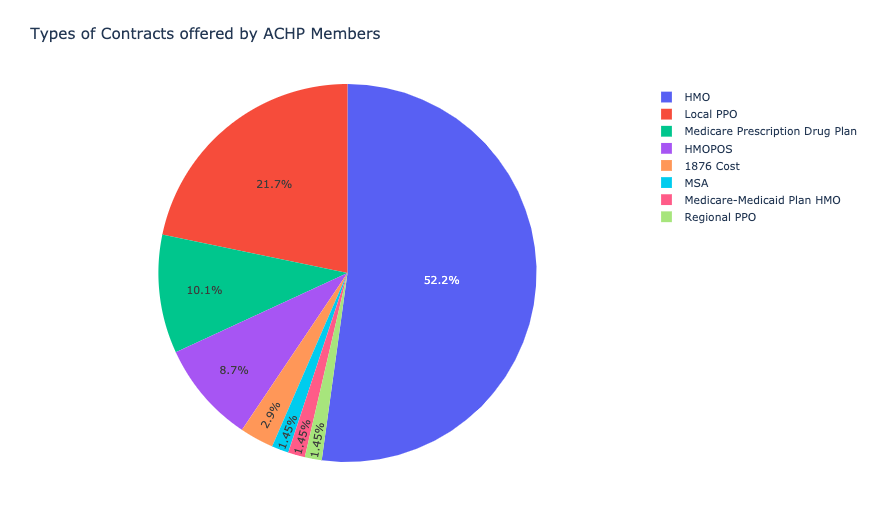 Types of Contracts offered by ACHP Members
HMO
Local PPO
Medicare Prescription Drug Plan
HMOPOS
1876 Cost
MSA
Medicare-Medicaid Plan HMO
Regional PPO
21.7%
52.2%
10.1%
8.7%
2.9%
1.45%
1.45%
1.45%